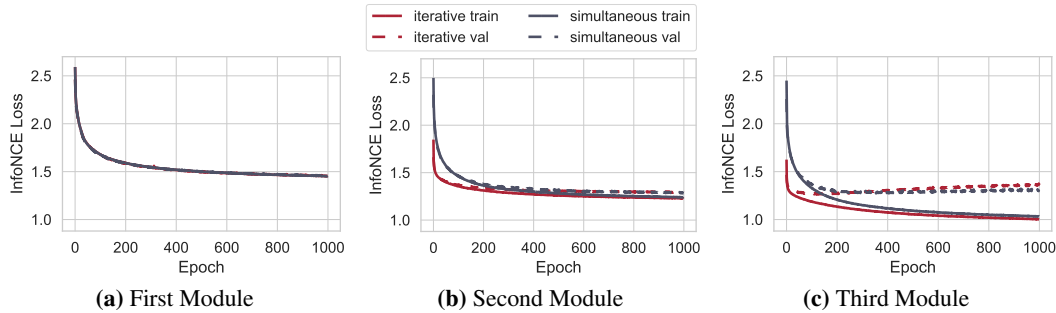 iterative train
simultaneous train
iterative val
simultaneous val
InfoNCE Loss
2.5
2.0
1.5
1.0
0
200
400
600
800
1000
Epoch
(a) First Module
InfoNCE Loss
2.5
2.0
1.5
1.0
0
200
400
600
800
1000
Epoch
(b) Second Module
InfoNCE Loss
2.5
2.0
1.5
1.0
0
200
400
600
800
1000
Epoch
(c) Third Module